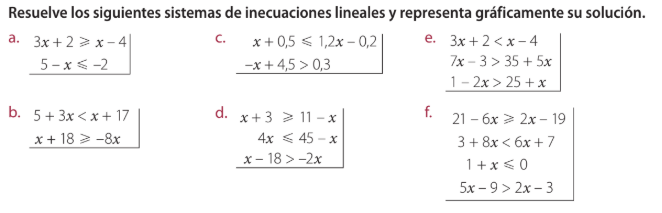 Resuelve los siguientes sistemas de inecuaciones lineales y representa gráficamente su solución.
a. 3x + 2 ⩾ x – 4
5 – x ⩽ –2
b. 5 + 3x < x + 17
x + 18 ⩾ –8x
c. x + 0,5 ⩽ 1,2x – 0,2
–x + 4,5 > 0,3
d. x + 3 ⩾ 11 – x
4x ⩽ 45 – x
x – 18 > –2x
e. 3x + 2 < x – 4
7x – 3 > 35 + 5x
1 – 2x > 25 + x
f. 21 – 6x ⩾ 2x – 19
3 + 8x < 6x + 7
1 + x ⩽ 0
5x – 9 > 2x – 3